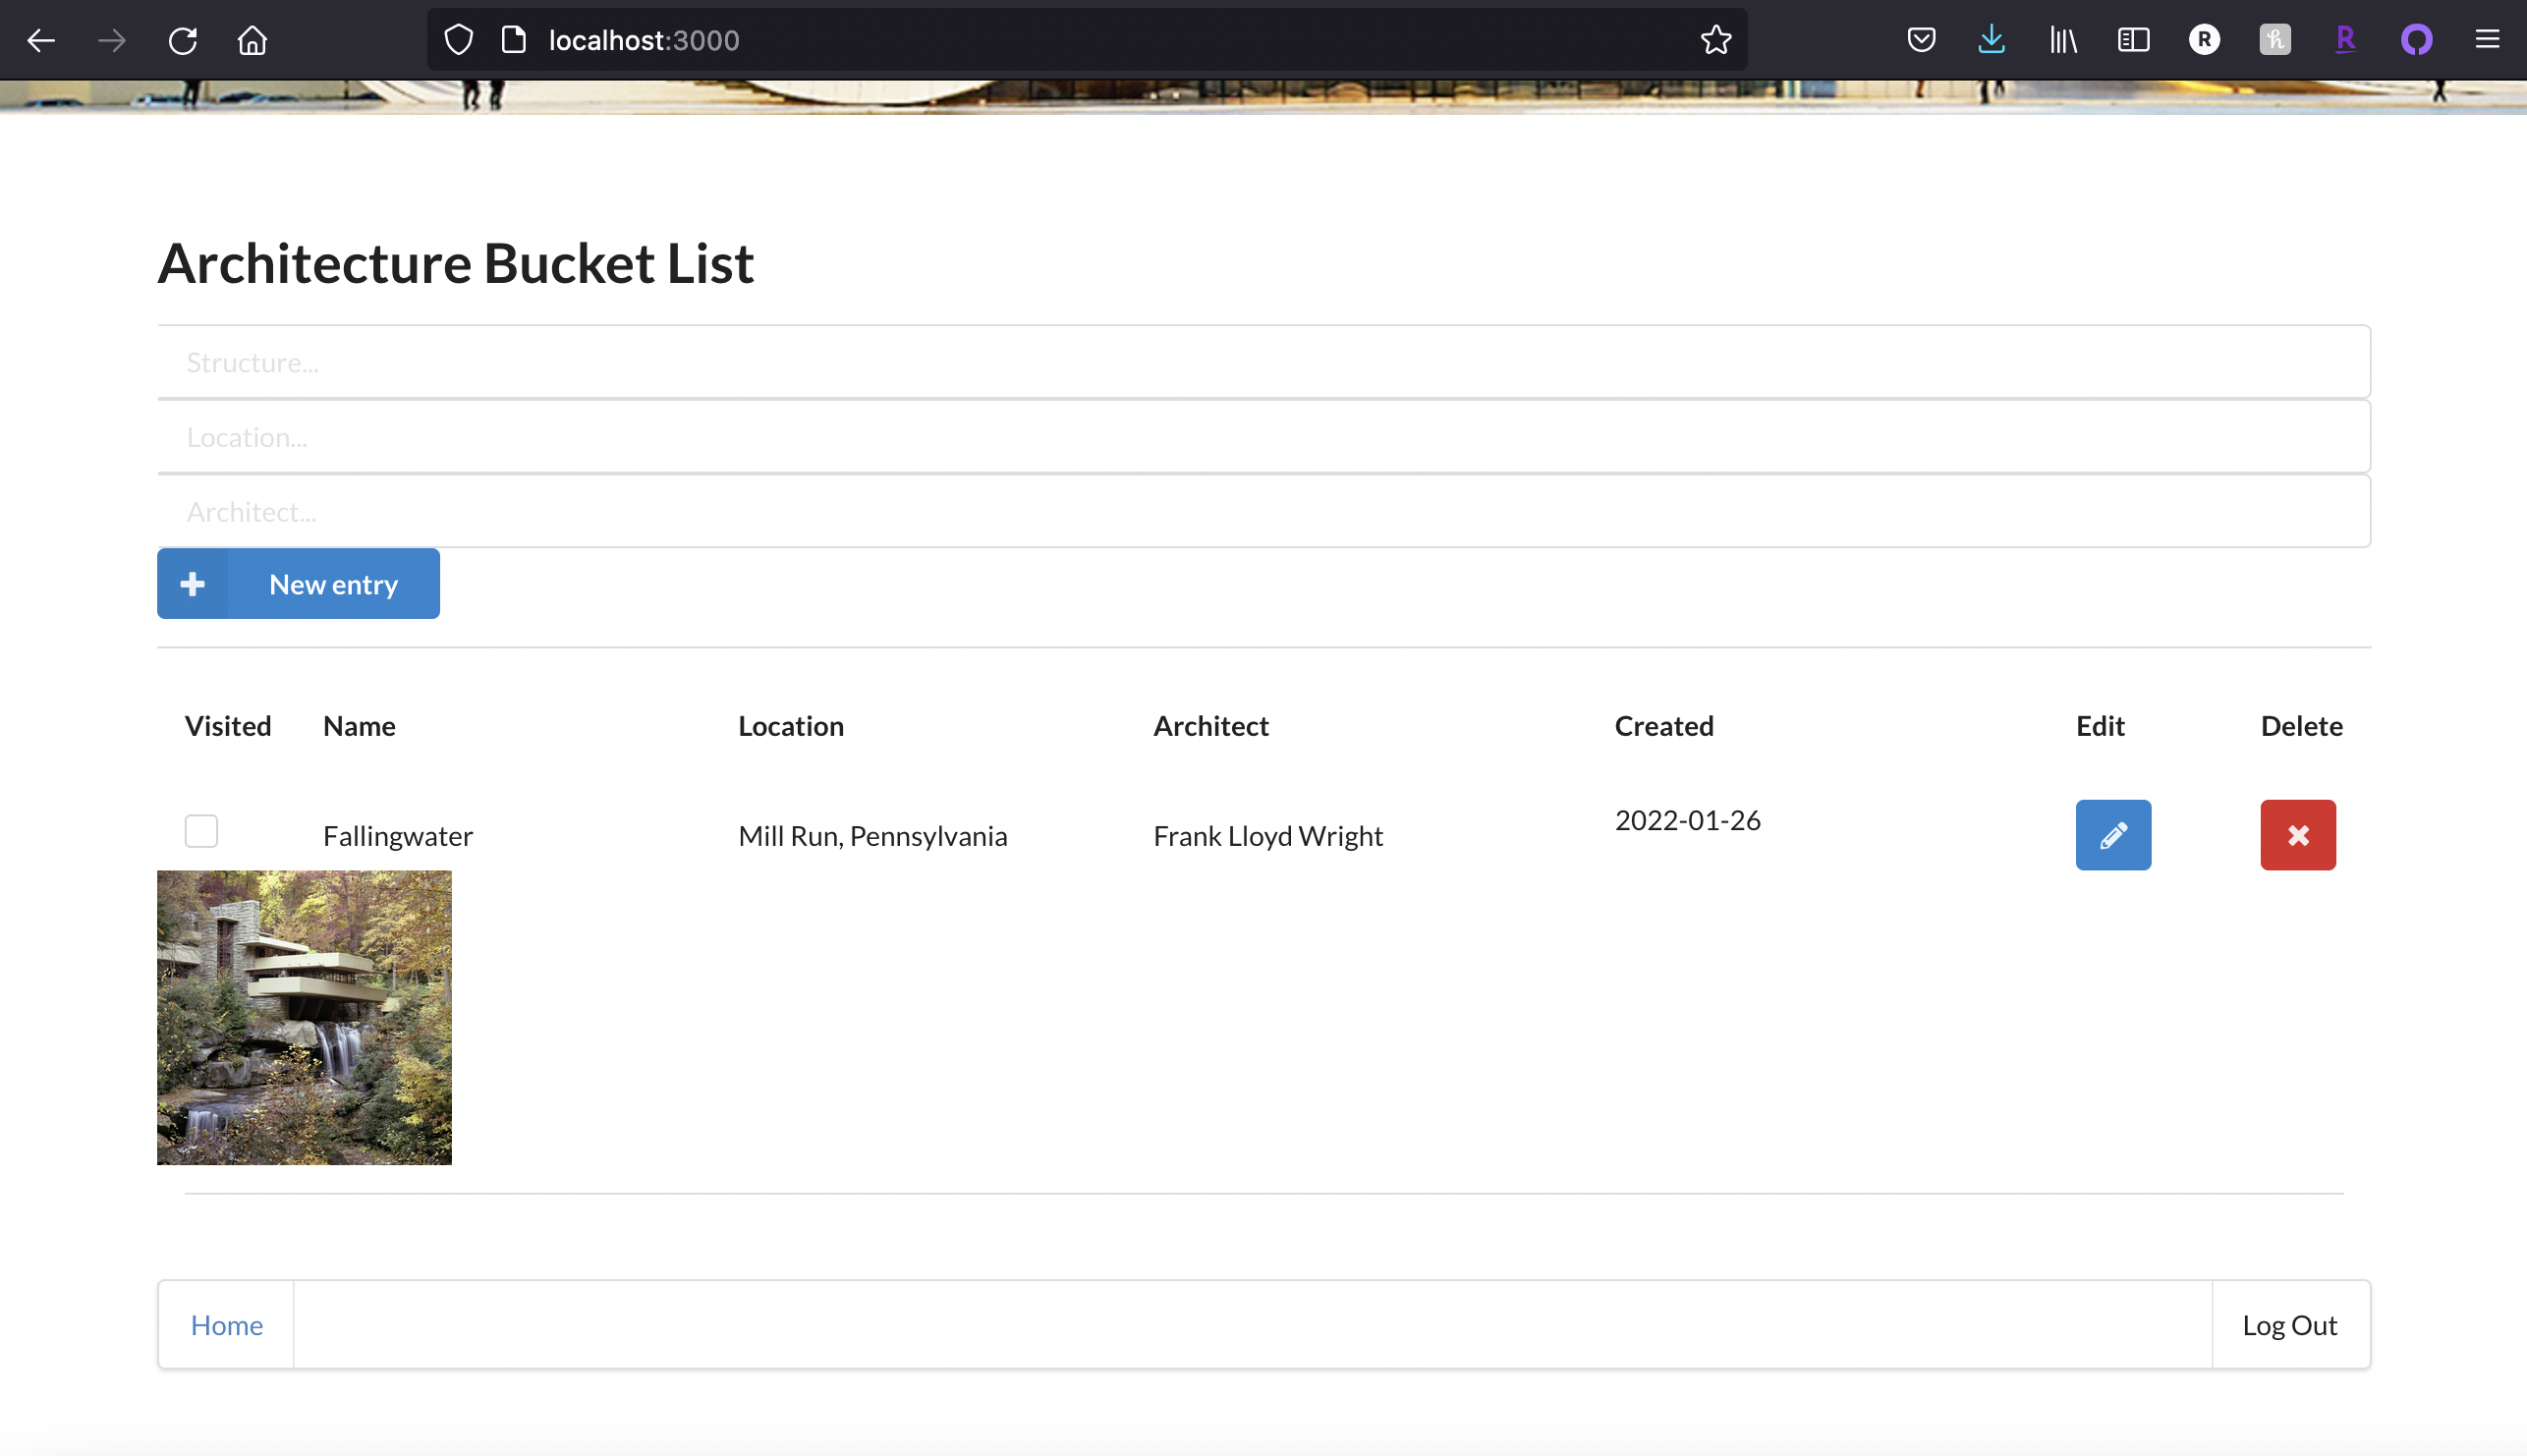 localhost:3000
R
h
R
Architecture Bucket List
Structure...
Location...
Architect...
New entry
Visited Name Location Architect Created Edit Delete
Fallingwater Mill Run, Pennsylvania Frank Lloyd Wright 2022-01-26
Home Log Out